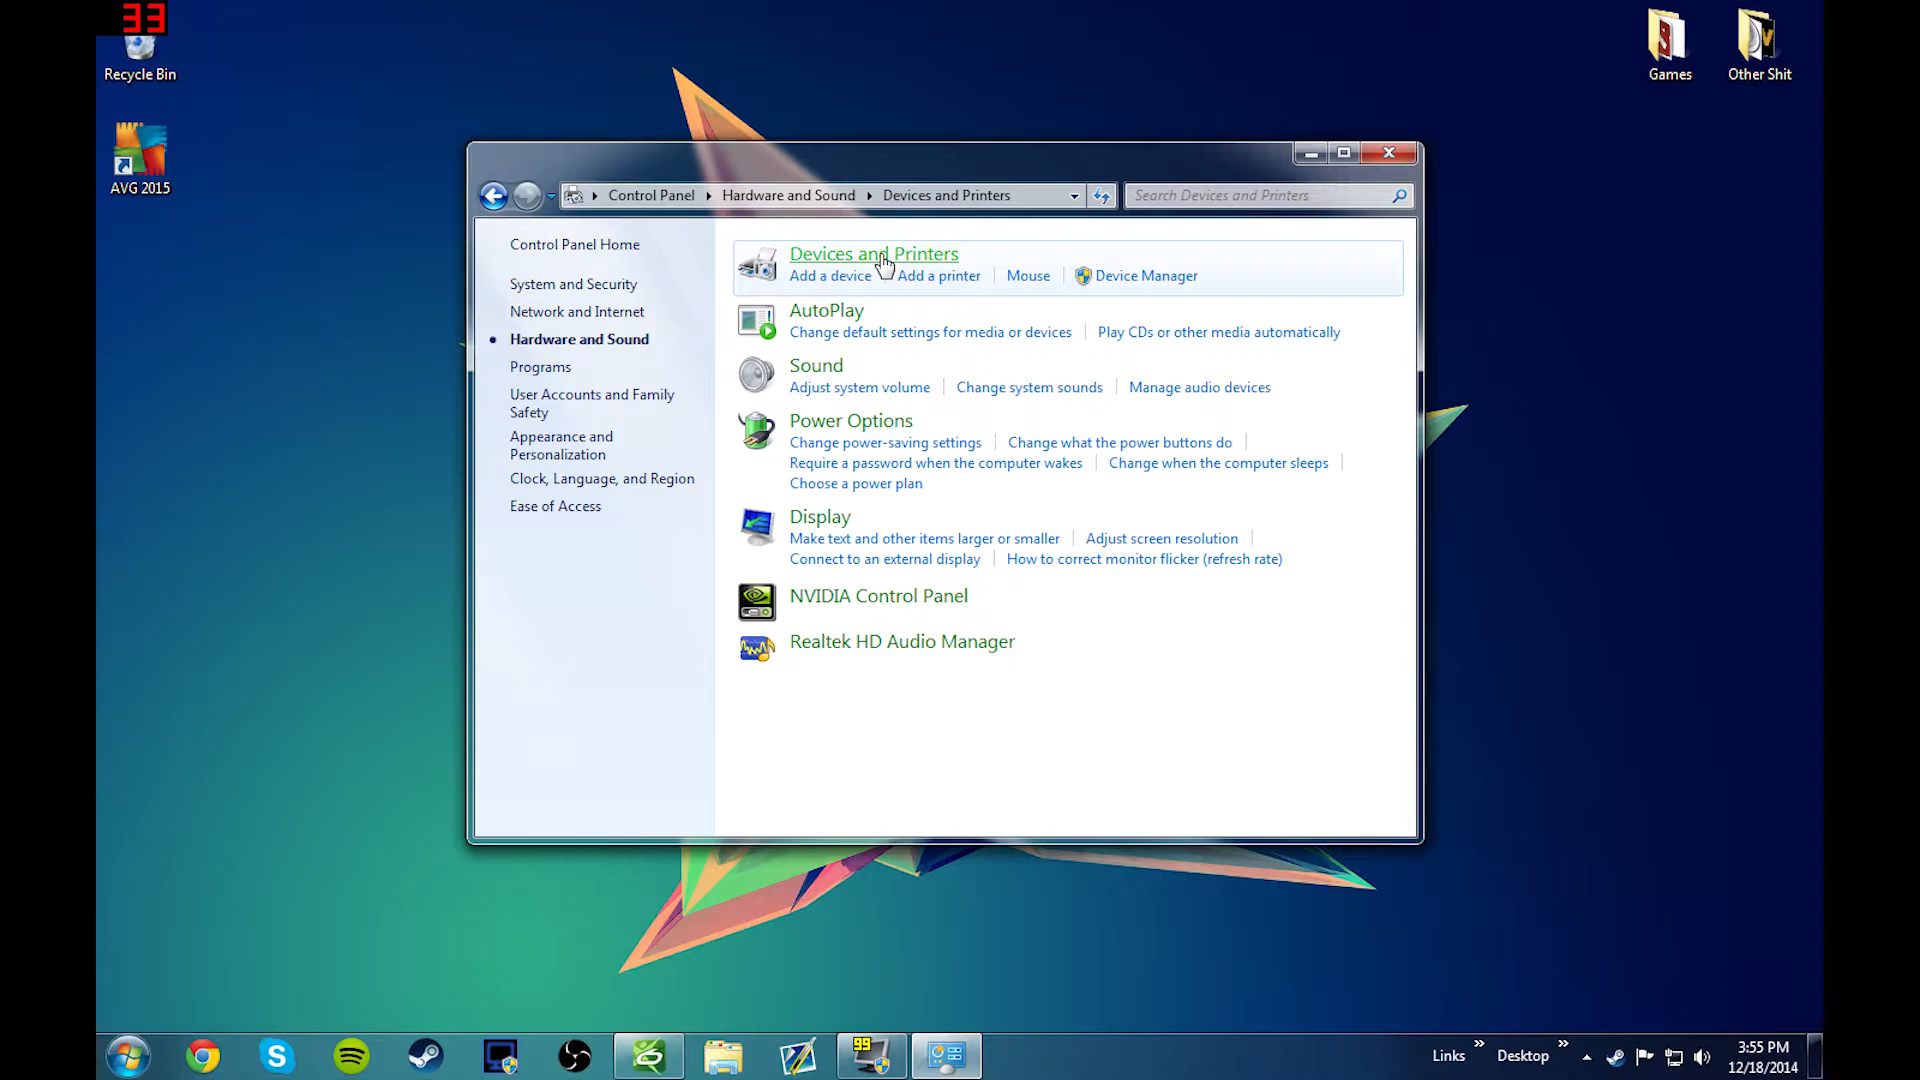 33
Recycle Bin
AVG 2015
Games
Other Shit
Control Panel
Hardware and Sound
Devices and Printers
Search Devices and Printers
Control Panel Home
System and Security
Network and Internet
Hardware and Sound
Programs
User Accounts and Family
Safety
Appearance and
Personalization
Clock, Language, and Region
Ease of Access
Devices and Printers
Add a device
Add a printer
Mouse
Device Manager
AutoPlay
Change default settings for media or devices
Play CDs or other media automatically
Sound
Adjust system volume
Change system sounds
Manage audio devices
Power Options
Change power-saving settings
Change what the power buttons do
Require a password when the computer wakes
Change when the computer sleeps
Choose a power plan
Display
Make text and other items larger or smaller
Adjust screen resolution
Connect to an external display
How to correct monitor flicker (refresh rate)
NVIDIA Control Panel
Realtek HD Audio Manager
99
Links
Desktop
3:55 PM
12/18/2014